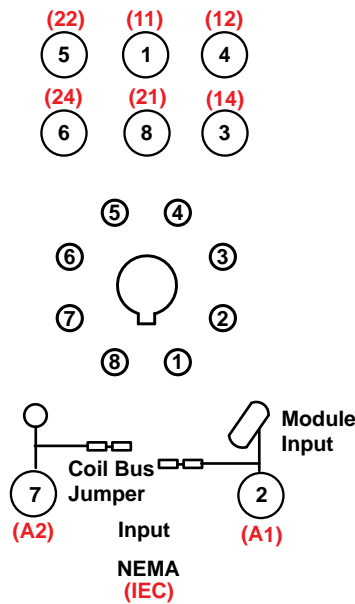 (22) (11) (12)
5 1 4
(24) (21) (14)
6 8 3
5 4
6 3
7 2
8 1
Module
Input
Coil Bus
Jumper
7 2
(A2) (A1)
Input
NEMA
(IEC)